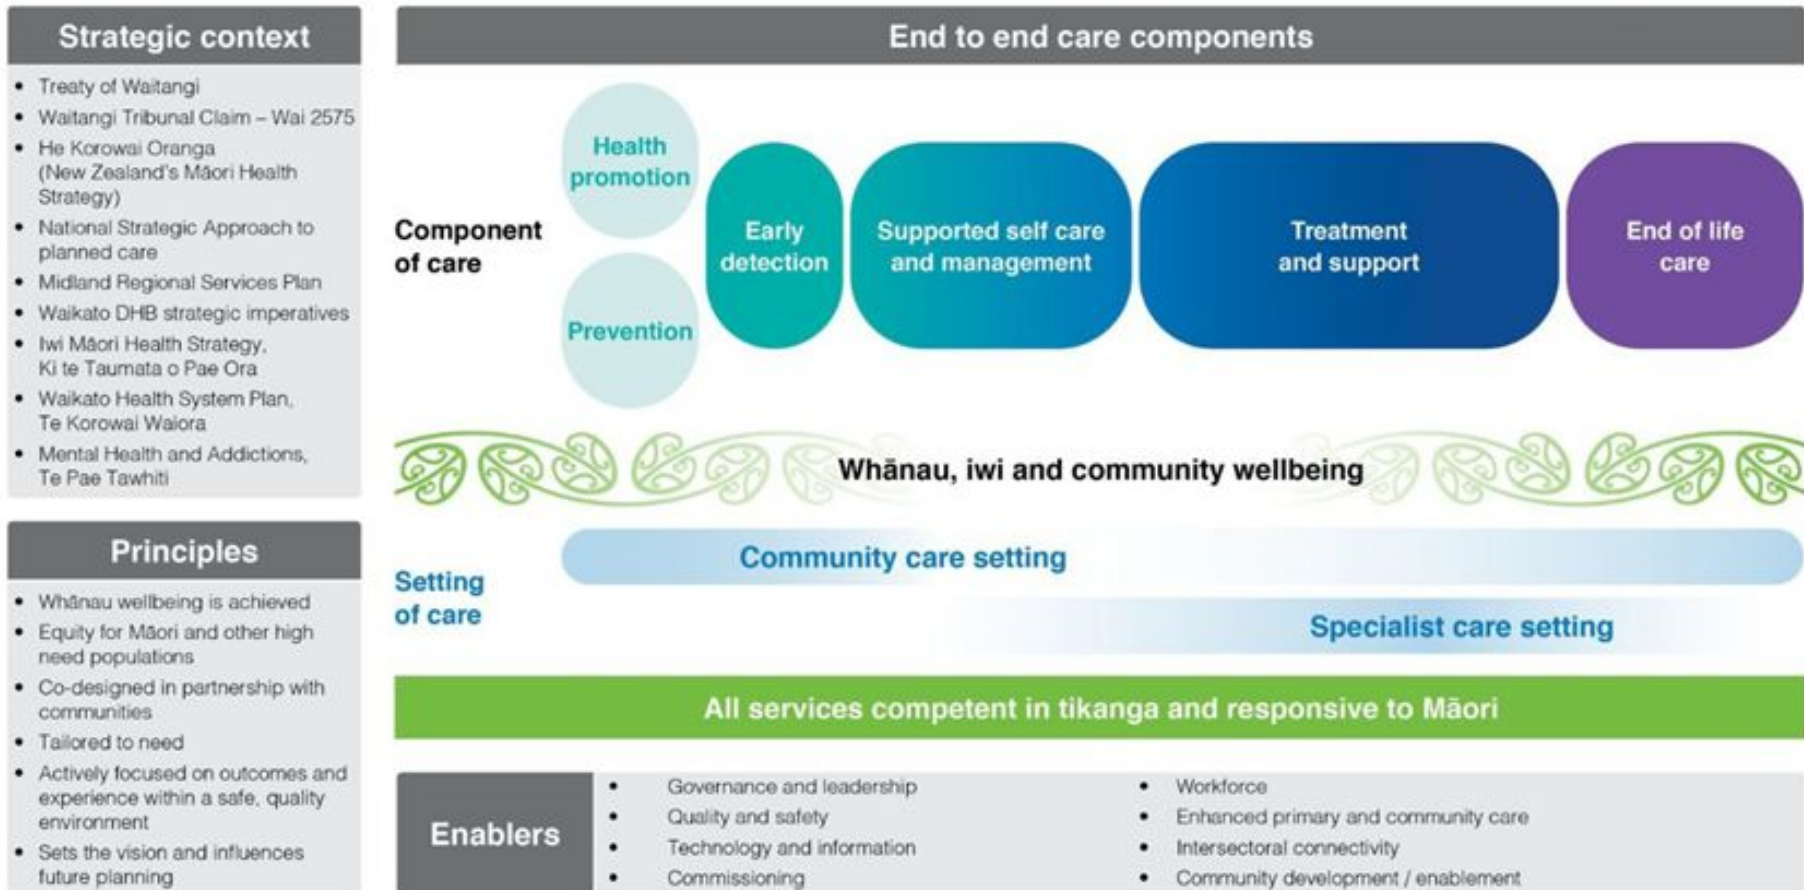 Strategic context
• Treaty of Waitangi
• Waitangi Tribunal Claim – Wai 2575
• He Korowai Oranga
(New Zealand's Māori Health
Strategy)
• National Strategic Approach to
planned care
• Midland Regional Services Plan
• Waikato DHB strategic imperatives
• Iwi Māori Health Strategy,
Ki te Taumata o Pae Ora
• Waikato Health System Plan,
Te Korowai Waiora
• Mental Health and Addictions,
Te Pae Tawhiti
Principles
• Whānau wellbeing is achieved
• Equity for Māori and other high
need populations
• Co-designed in partnership with
communities
• Tailored to need
• Actively focused on outcomes and
experience within a safe, quality
environment
• Sets the vision and influences
future planning
End to end care components
Component
of care
Health
promotion
Prevention
Early
detection
Supported self care
and management
Treatment
and support
End of life
care
Whānau, iwi and community wellbeing
Setting
of care
Community care setting
Specialist care setting
All services competent in tikanga and responsive to Māori
Enablers
• Governance and leadership
• Quality and safety
• Technology and information
• Commissioning
• Workforce
• Enhanced primary and community care
• Intersectoral connectivity
• Community development / enablement